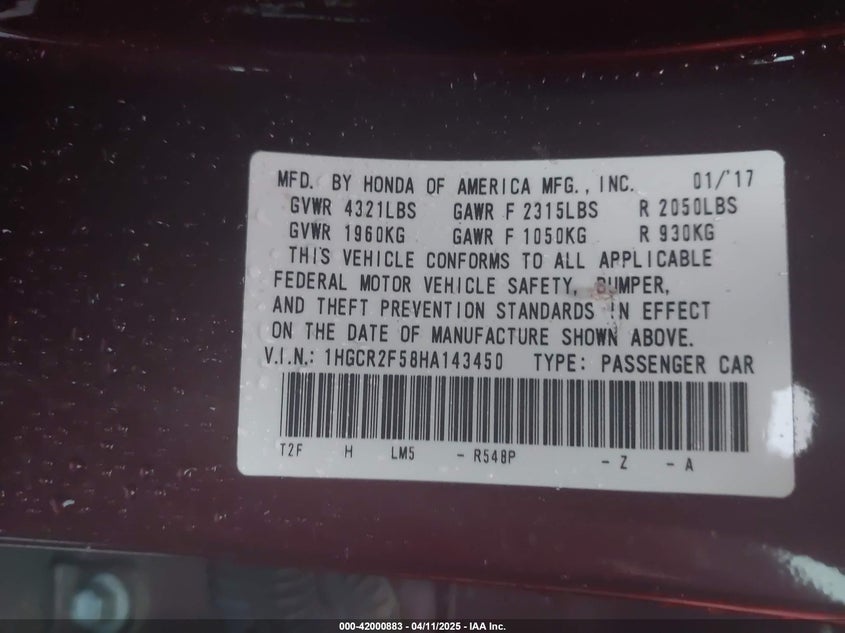 MFD. BY HONDA OF AMERICA MFG., INC. 01/'17
GVWR 4321LBS GAWR F 2315LBS R 2050LBS
GVWR 1960KG GAWR F 1050KG R 930KG
THIS VEHICLE CONFORMS TO ALL APPLICABLE
FEDERAL MOTOR VEHICLE SAFETY, BUMPER,
AND THEFT PREVENTION STANDARDS IN EFFECT
ON THE DATE OF MANUFACTURE SHOWN ABOVE.
V.I.N.: 1HGCR2F58HA143450 TYPE: PASSENGER CAR
T2F H LM5 - R548P - Z - A
000-42000883 - 04/11/2025 - IAA Inc.